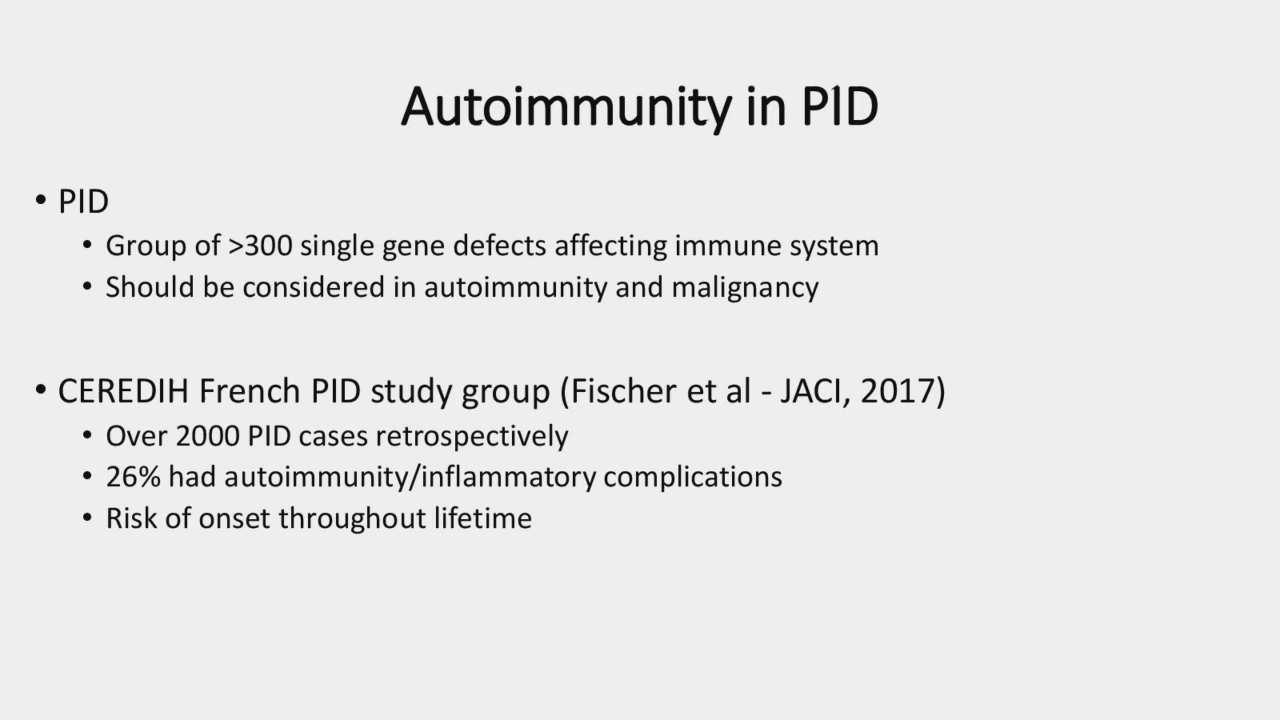 Autoimmunity in PID
• PID
• Group of >300 single gene defects affecting immune system
• Should be considered in autoimmunity and malignancy
• CEREDIH French PID study group (Fischer et al - JACI, 2017)
• Over 2000 PID cases retrospectively
• 26% had autoimmunity/inflammatory complications
• Risk of onset throughout lifetime